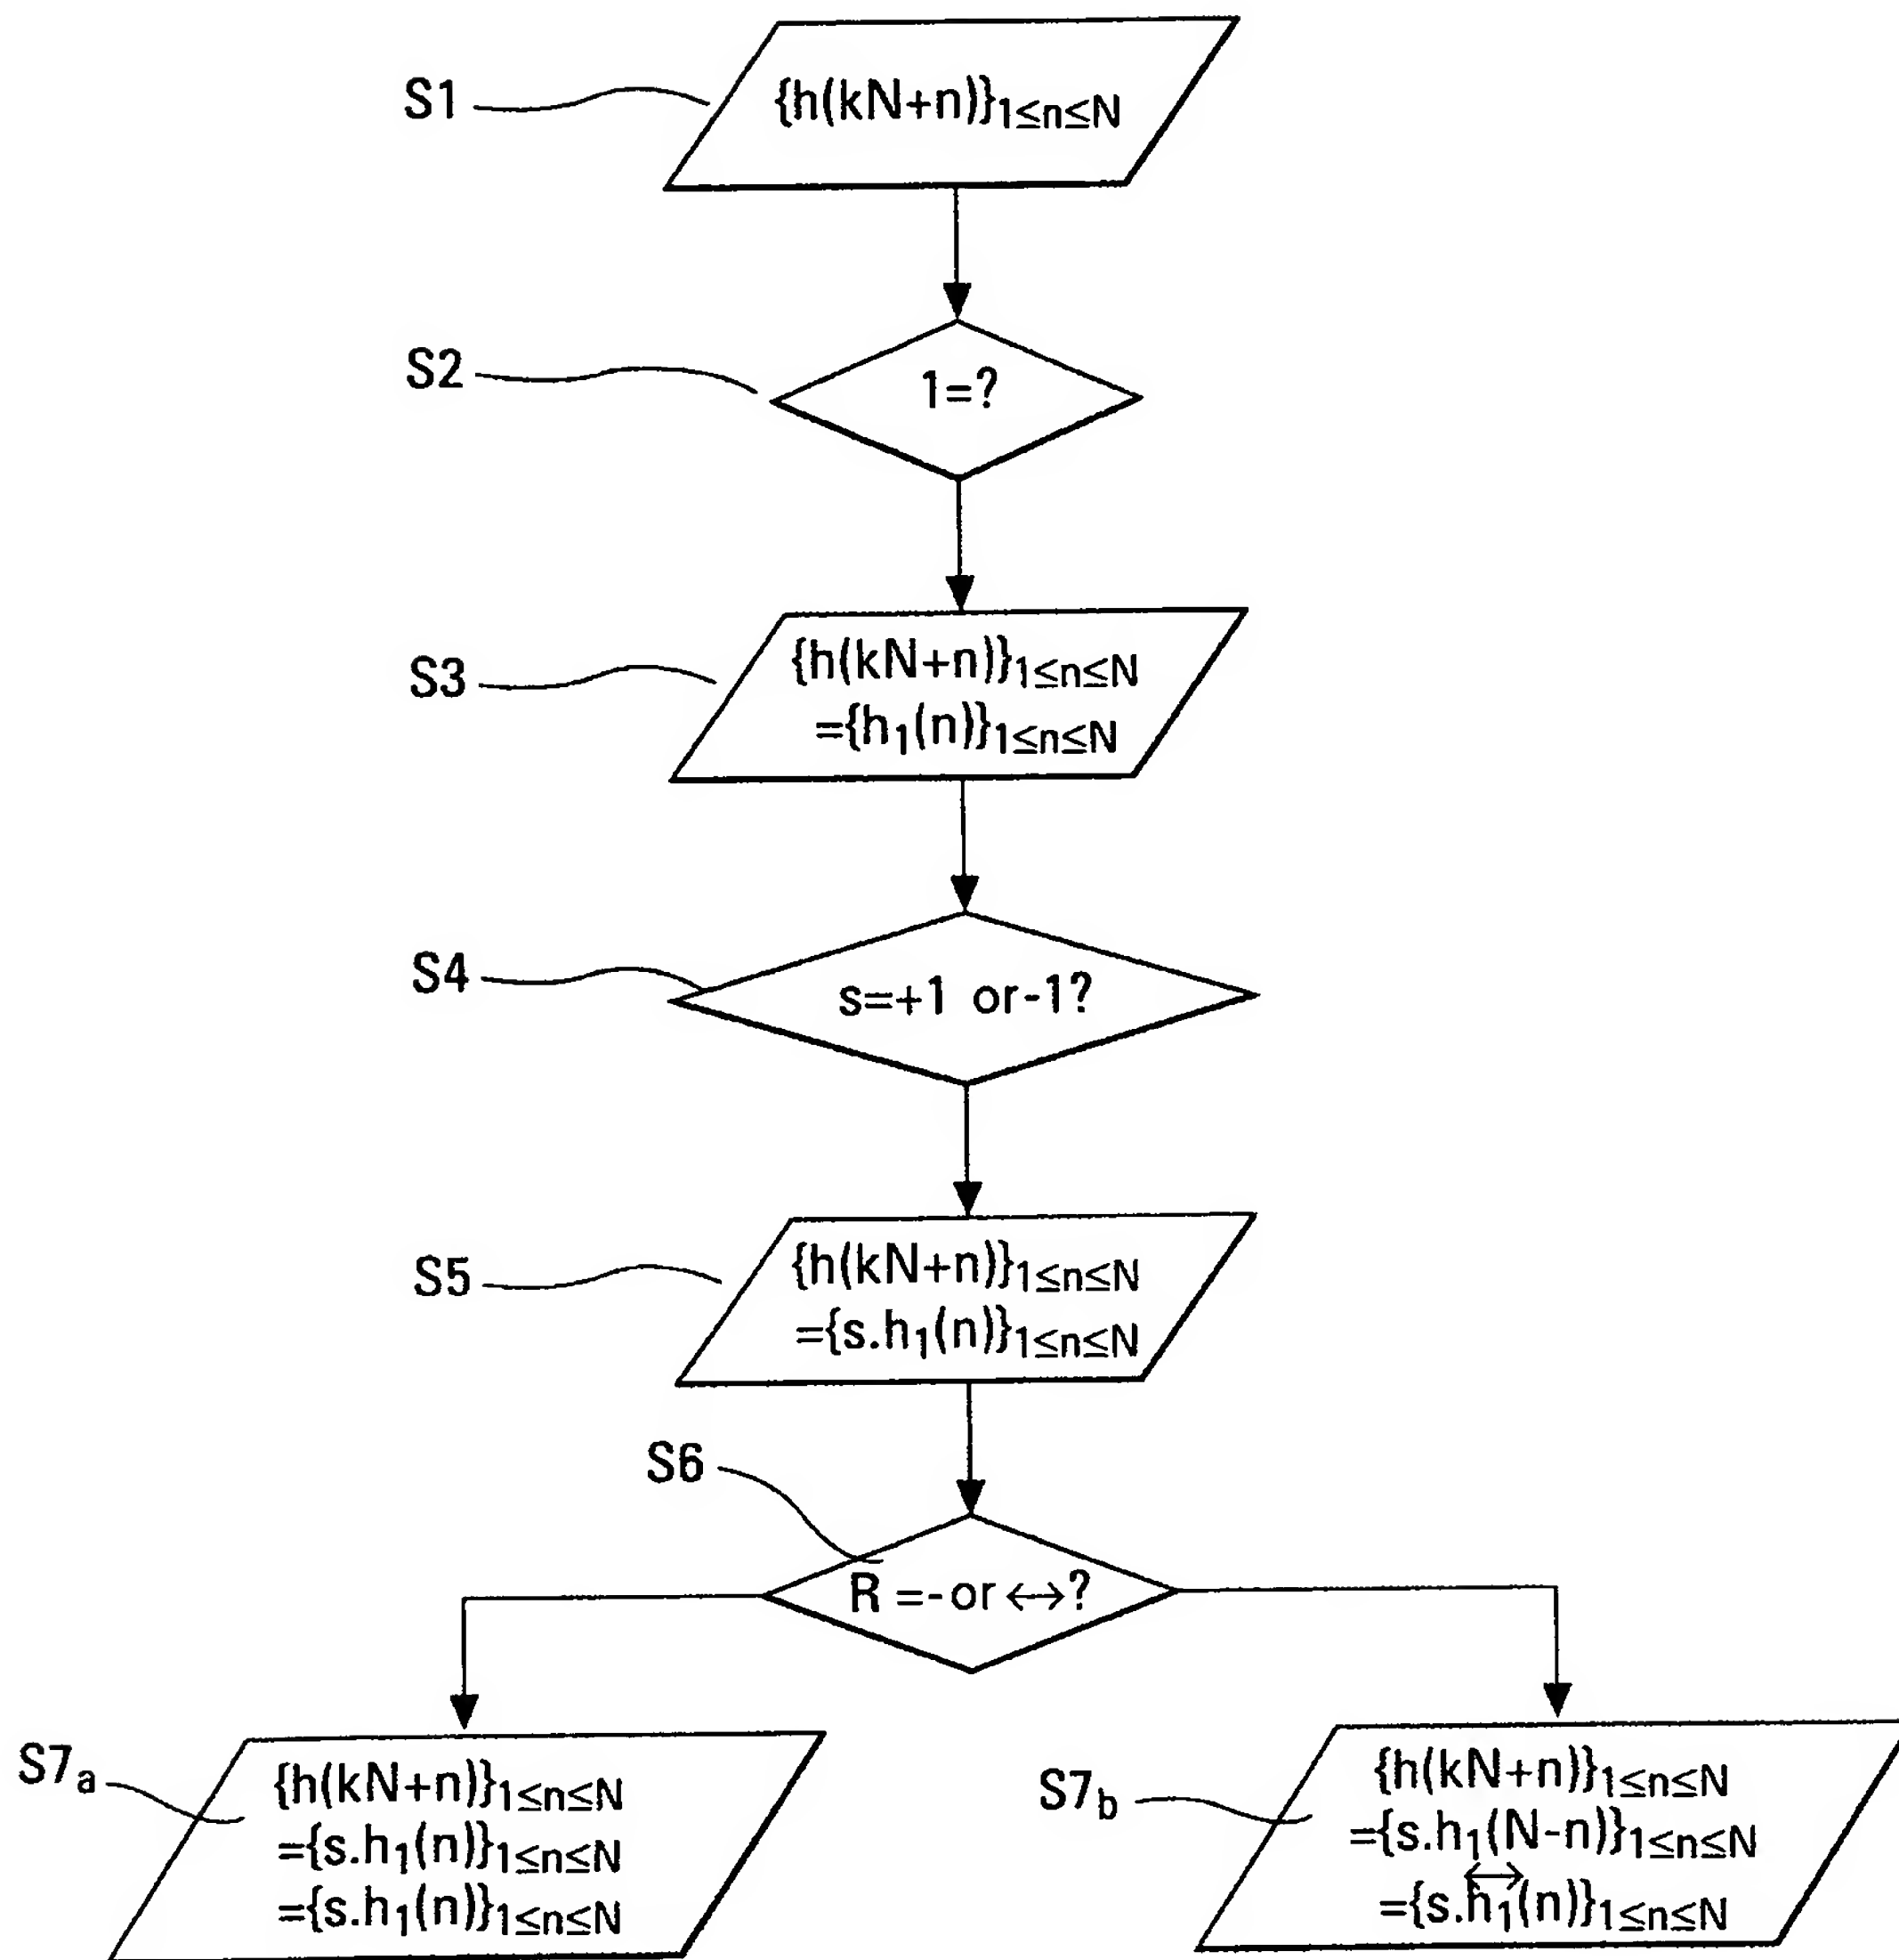 S1
{h(kN+n)}1≤n≤N
S2
1=?
S3
{h(kN+n)}1≤n≤N
={h1(n)}1≤n≤N
S4
s=+1 or-1?
S5
{h(kN+n)}1≤n≤N
={s.h1(n)}1≤n≤N
S6
R =- or ↔?
S7a
{h(kN+n)}1≤n≤N
={s.h1(n)}1≤n≤N
={s.h1(n)}1≤n≤N
S7b
{h(kN+n)}1≤n≤N
={s.h1(N-n)}1≤n≤N
↔
={s.h1(n)}1≤n≤N